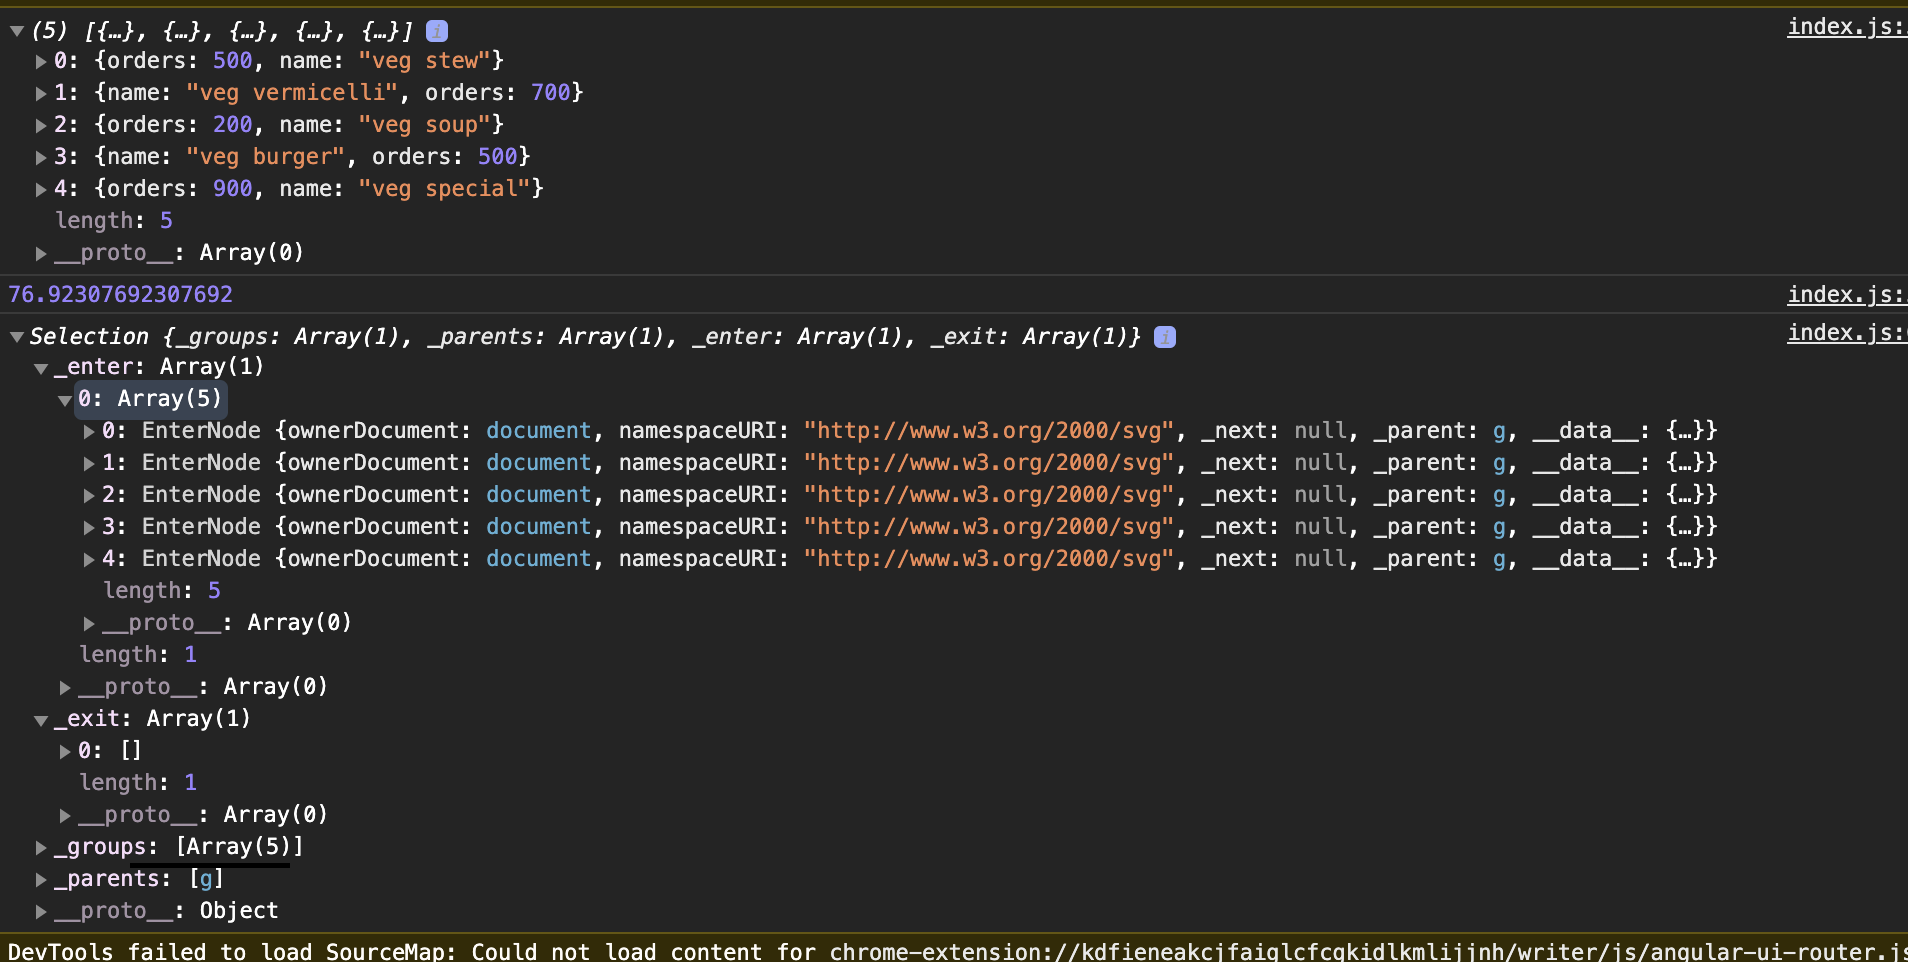 (5) [{…}, {…}, {…}, {…}, {…}] i index.js:
0: {orders: 500, name: "veg stew"}
1: {name: "veg vermicelli", orders: 700}
2: {orders: 200, name: "veg soup"}
3: {name: "veg burger", orders: 500}
4: {orders: 900, name: "veg special"}
length: 5
__proto__: Array(0)
76.92307692307692 index.js:
Selection {_groups: Array(1), _parents: Array(1), _enter: Array(1), _exit: Array(1)} i index.js:
_enter: Array(1)
0: Array(5)
0: EnterNode {ownerDocument: document, namespaceURI: "http://www.w3.org/2000/svg", _next: null, _parent: g, __data__: {…}}
1: EnterNode {ownerDocument: document, namespaceURI: "http://www.w3.org/2000/svg", _next: null, _parent: g, __data__: {…}}
2: EnterNode {ownerDocument: document, namespaceURI: "http://www.w3.org/2000/svg", _next: null, _parent: g, __data__: {…}}
3: EnterNode {ownerDocument: document, namespaceURI: "http://www.w3.org/2000/svg", _next: null, _parent: g, __data__: {…}}
4: EnterNode {ownerDocument: document, namespaceURI: "http://www.w3.org/2000/svg", _next: null, _parent: g, __data__: {…}}
length: 5
__proto__: Array(0)
length: 1
__proto__: Array(0)
_exit: Array(1)
0: []
length: 1
__proto__: Array(0)
_groups: [Array(5)]
_parents: [g]
__proto__: Object
DevTools failed to load SourceMap: Could not load content for chrome-extension://kdfieneakcjfaiglcfcgkidlkmlijjnh/writer/js/angular-ui-router.js